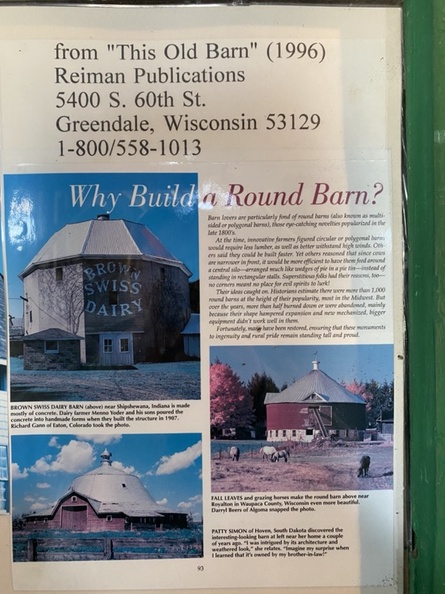 from "This Old Barn" (1996)
Reiman Publications
5400 S. 60th St.
Greendale, Wisconsin 53129
1-800/558-1013
Why Build a Round Barn?
Barn lovers are particularly fond of round barns (also known as multi-
sided or polygonal barns), those eye-catching novelties popularized in the
late 1800's.
At the time, innovative farmers figured circular or polygonal barns
would require less lumber, as well as better withstand high winds. Oth-
ers said they could be built faster. Yet others reasoned that since cows
are narrower in front, it would be more efficient to have them feed around
a central silo—arranged much like wedges of pie in a pie tin—instead of
standing in rectangular stalls. Superstitious folks had their reasons, too—
no corners meant no place for evil spirits to lurk!
Their ideas caught on. Historians estimate there were more than 1,000
round barns at the height of their popularity, most in the Midwest. But
over the years, more than half burned down or were abandoned, mainly
because their shape hampered expansion and new mechanized, bigger
equipment didn't work well in them.
Fortunately, many have been restored, ensuring that these monuments
to ingenuity and rural pride remain standing tall and proud.
BROWN
SWISS
DAIRY
BROWN SWISS DAIRY BARN (above) near Shipshewana, Indiana is made
mostly of concrete. Dairy farmer Menno Yoder and his sons poured the
concrete into handmade forms when they built the structure in 1907.
Richard Gunn of Eaton, Colorado took the photo.
FALL LEAVES and grazing horses make the round barn above near
Royalton in Waupaca County, Wisconsin even more beautiful.
Darryl Beers of Algoma snapped the photo.
PATTY SIMON of Hoven, South Dakota discovered the
interesting-looking barn at left near her home a couple
of years ago. "I was intrigued by its architecture and
weathered look," she relates. "Imagine my surprise when
I learned that it's owned by my brother-in-law!"
93